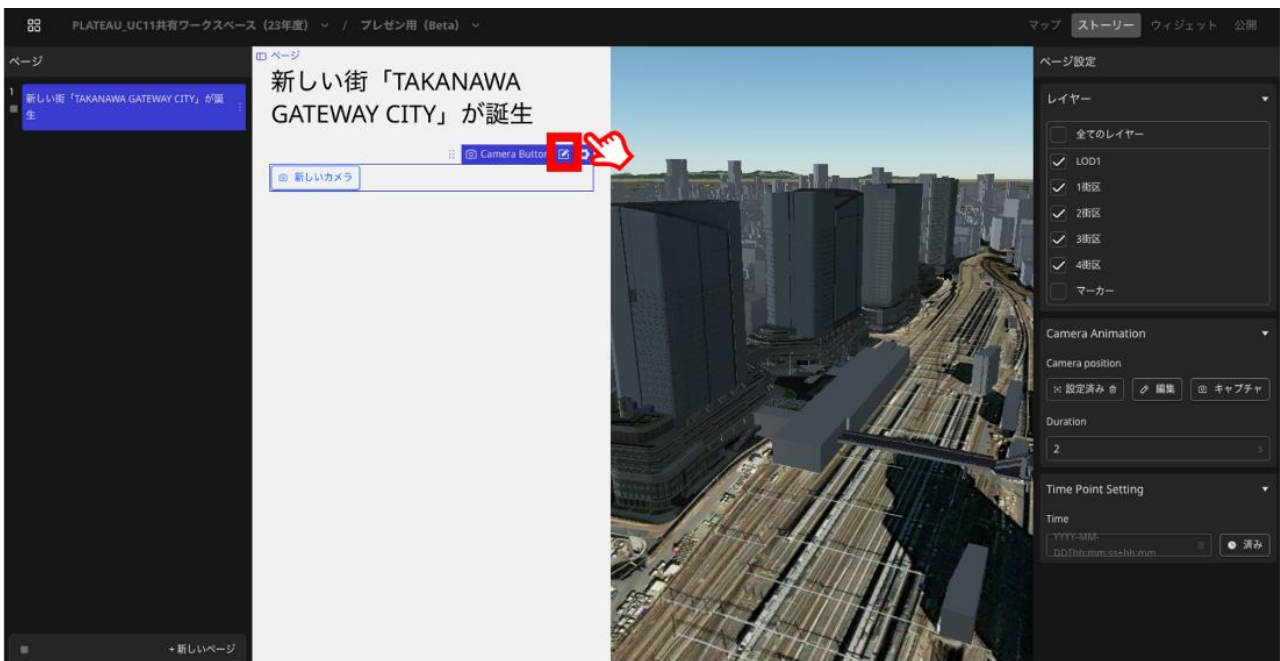 PLATEAU_UC11共有ワークスペース（23年度） / プレゼン用（Beta）
マップ ストーリー ウィジェット 公開
ページ
1
新しい街「TAKANAWA GATEWAY CITY」が誕
生
+ 新しいページ
ページ
新しい街「TAKANAWA
GATEWAY CITY」が誕生
Camera Button
新しいカメラ
ページ設定
レイヤー
全てのレイヤー
LOD1
1街区
2街区
3街区
4街区
マーカー
Camera Animation
Camera position
設定済み 編集 キャプチャ
Duration
2 s
Time Point Setting
Time
YYYY-MM-
DDThh:mm:ss±hh:mm
済み